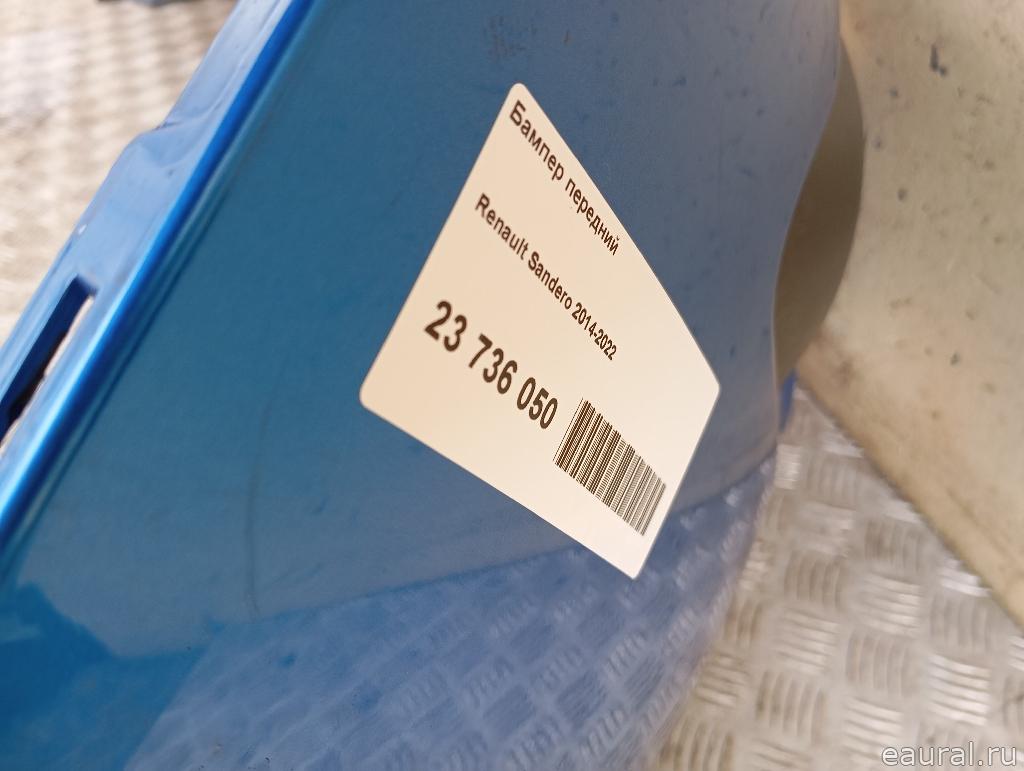 Бампер передний
Renault Sandero 2014-2022
23 736 050
eaural.ru